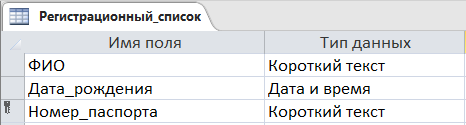 Регистрационный_список
Имя поля Тип данных
ФИО Короткий текст
Дата_рождения Дата и время
Номер_паспорта Короткий текст